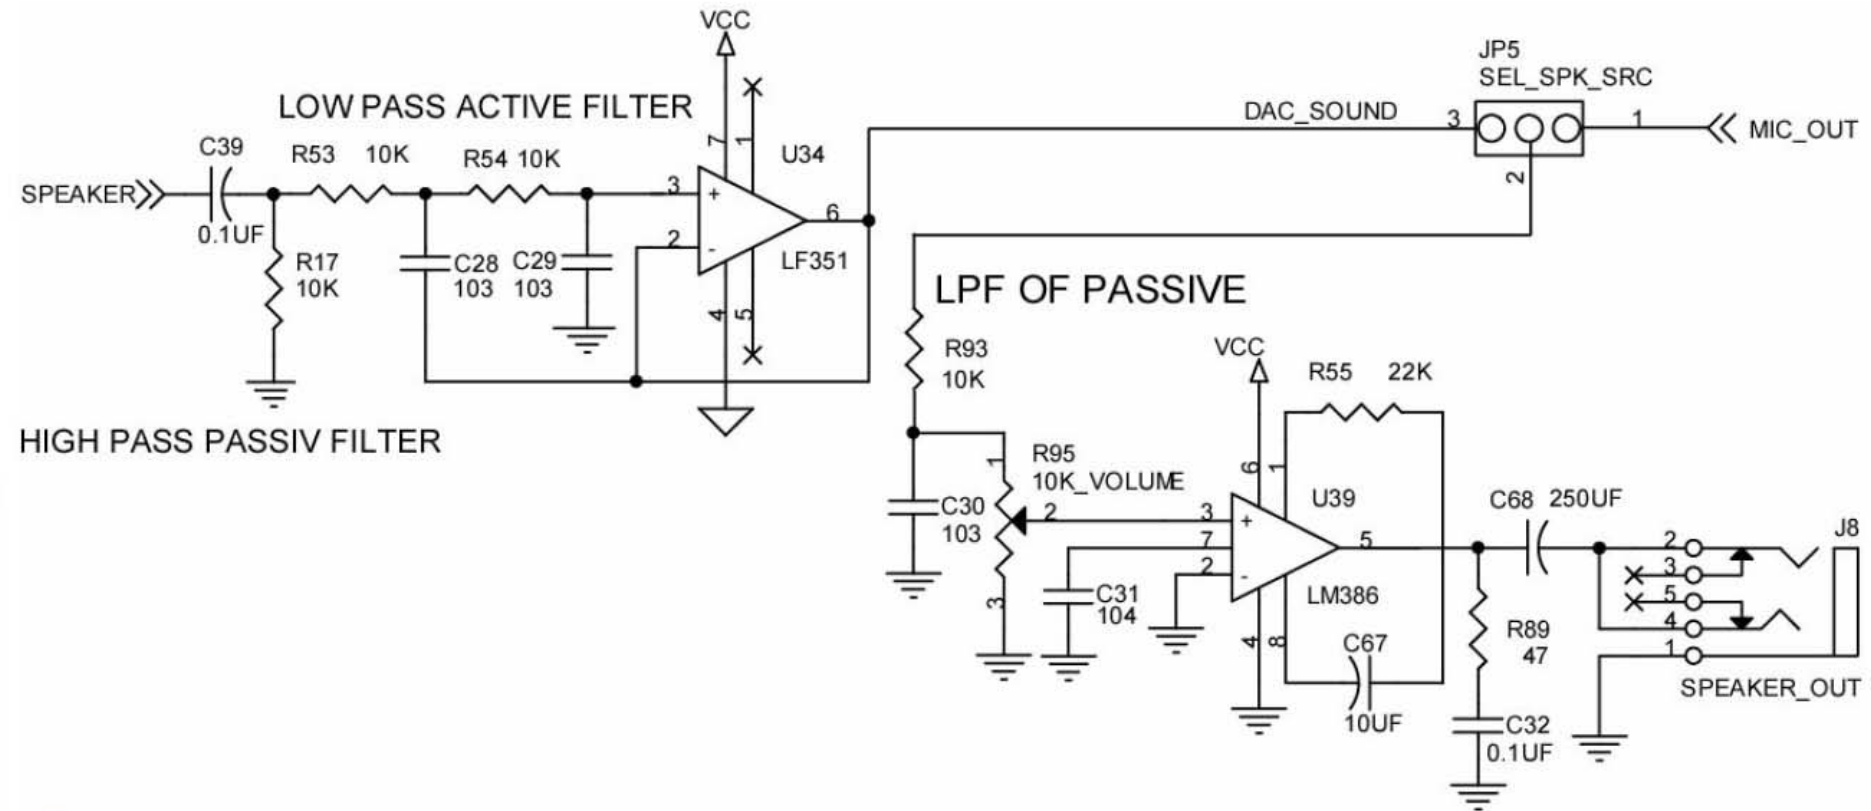 VCC
JP5
SEL_SPK_SRC
LOW PASS ACTIVE FILTER
DAC_SOUND
3
1
MIC_OUT
2
C39
R53 10K
R54 10K
7
1
U34
SPEAKER
3
+
6
0.1UF
2
-
LF351
R17
10K
C28
103
C29
103
4
5
LPF OF PASSIVE
HIGH PASS PASSIV FILTER
R93
10K
VCC
R55 22K
1
R95
10K_VOLUME
2
6
1
U39
C68 250UF
C30
103
3
+
7
2
-
5
J8
2
3
5
4
1
3
C31
104
LM386
4
8
C67
10UF
R89
47
SPEAKER_OUT
C32
0.1UF